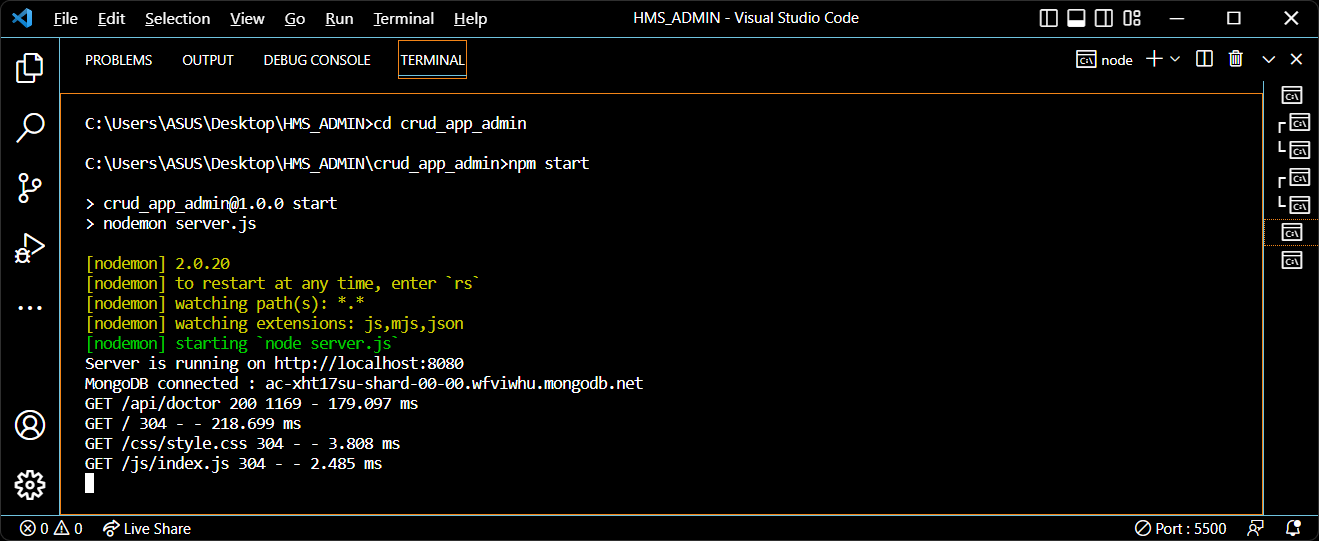 File Edit Selection View Go Run Terminal Help HMS_ADMIN - Visual Studio Code
PROBLEMS OUTPUT DEBUG CONSOLE TERMINAL node
C:\Users\ASUS\Desktop\HMS_ADMIN>cd crud_app_admin
C:\Users\ASUS\Desktop\HMS_ADMIN\crud_app_admin>npm start
> crud_app_admin@1.0.0 start
> nodemon server.js
[nodemon] 2.0.20
[nodemon] to restart at any time, enter `rs`
[nodemon] watching path(s): *.*
[nodemon] watching extensions: js,mjs,json
[nodemon] starting `node server.js`
Server is running on http://localhost:8080
MongoDB connected : ac-xht17su-shard-00-00.wfviwhu.mongodb.net
GET /api/doctor 200 1169 - 179.097 ms
GET / 304 - - 218.699 ms
GET /css/style.css 304 - - 3.808 ms
GET /js/index.js 304 - - 2.485 ms
0 0 Live Share Port : 5500